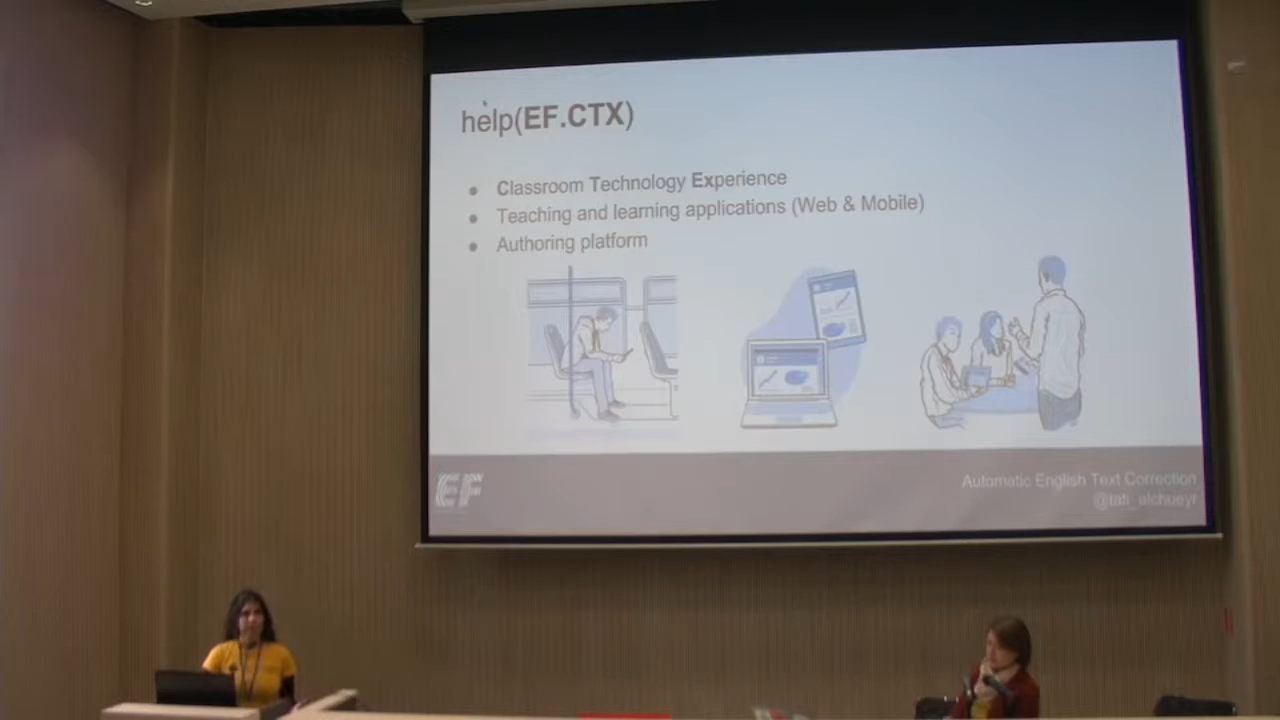 help(EF.CTX)
Classroom Technology Experience
Teaching and learning applications (Web & Mobile)
Authoring platform
EF
Automatic English Text Correction
@tati_alchueyr